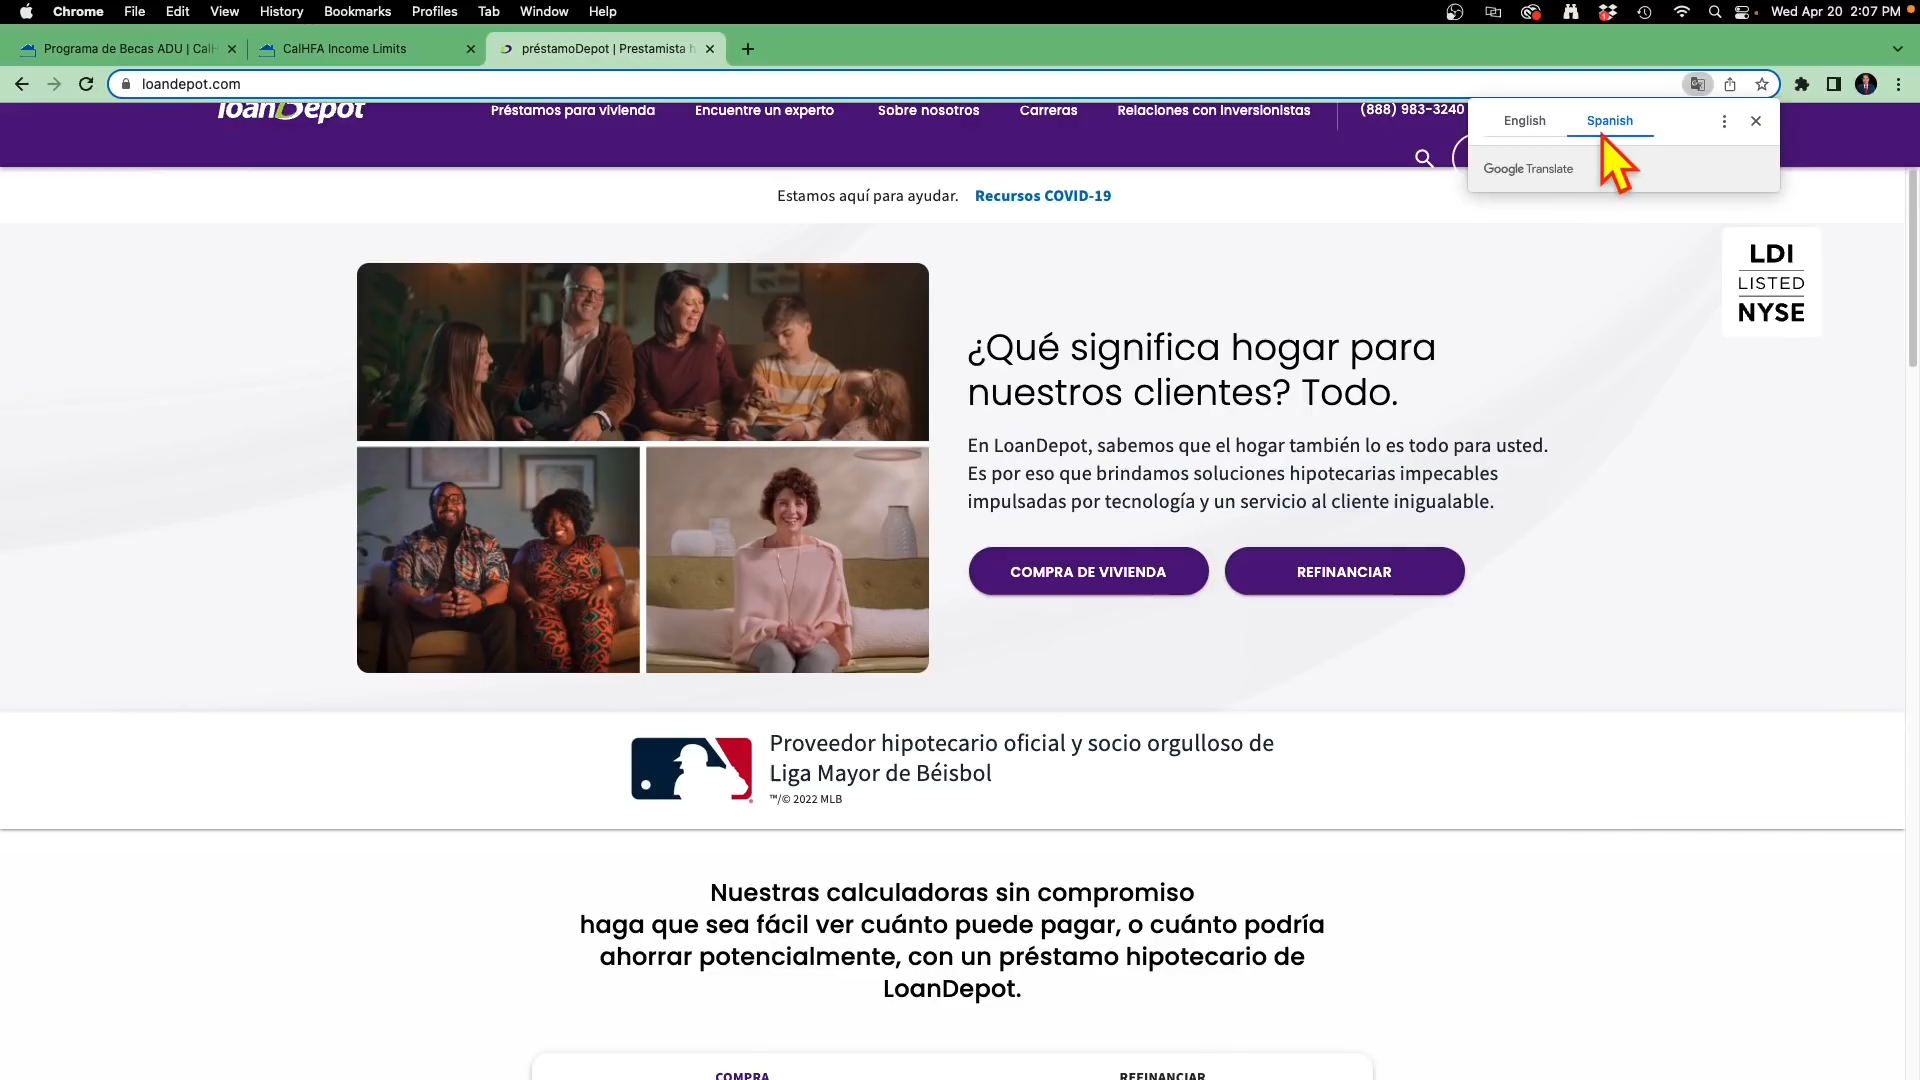 Chrome File Edit View History Bookmarks Profiles Tab Window Help
Wed Apr 20 2:07 PM
Programa de Becas ADU | CalH
CalHFA Income Limits
préstamoDepot | Prestamista h
loandepot.com
loanDepot
Préstamos para vivienda
Encuentre un experto
Sobre nosotros
Carreras
Relaciones con inversionistas
(888) 983-3240
English
Spanish
Google Translate
Estamos aquí para ayudar. Recursos COVID-19
LDI
LISTED
NYSE
¿Qué significa hogar para
nuestros clientes? Todo.
En LoanDepot, sabemos que el hogar también lo es todo para usted.
Es por eso que brindamos soluciones hipotecarias impecables
impulsadas por tecnología y un servicio al cliente inigualable.
COMPRA DE VIVIENDA
REFINANCIAR
Proveedor hipotecario oficial y socio orgulloso de
Liga Mayor de Béisbol
™/© 2022 MLB
Nuestras calculadoras sin compromiso
haga que sea fácil ver cuánto puede pagar, o cuánto podría
ahorrar potencialmente, con un préstamo hipotecario de
LoanDepot.
COMPRA
REFINANCIAR